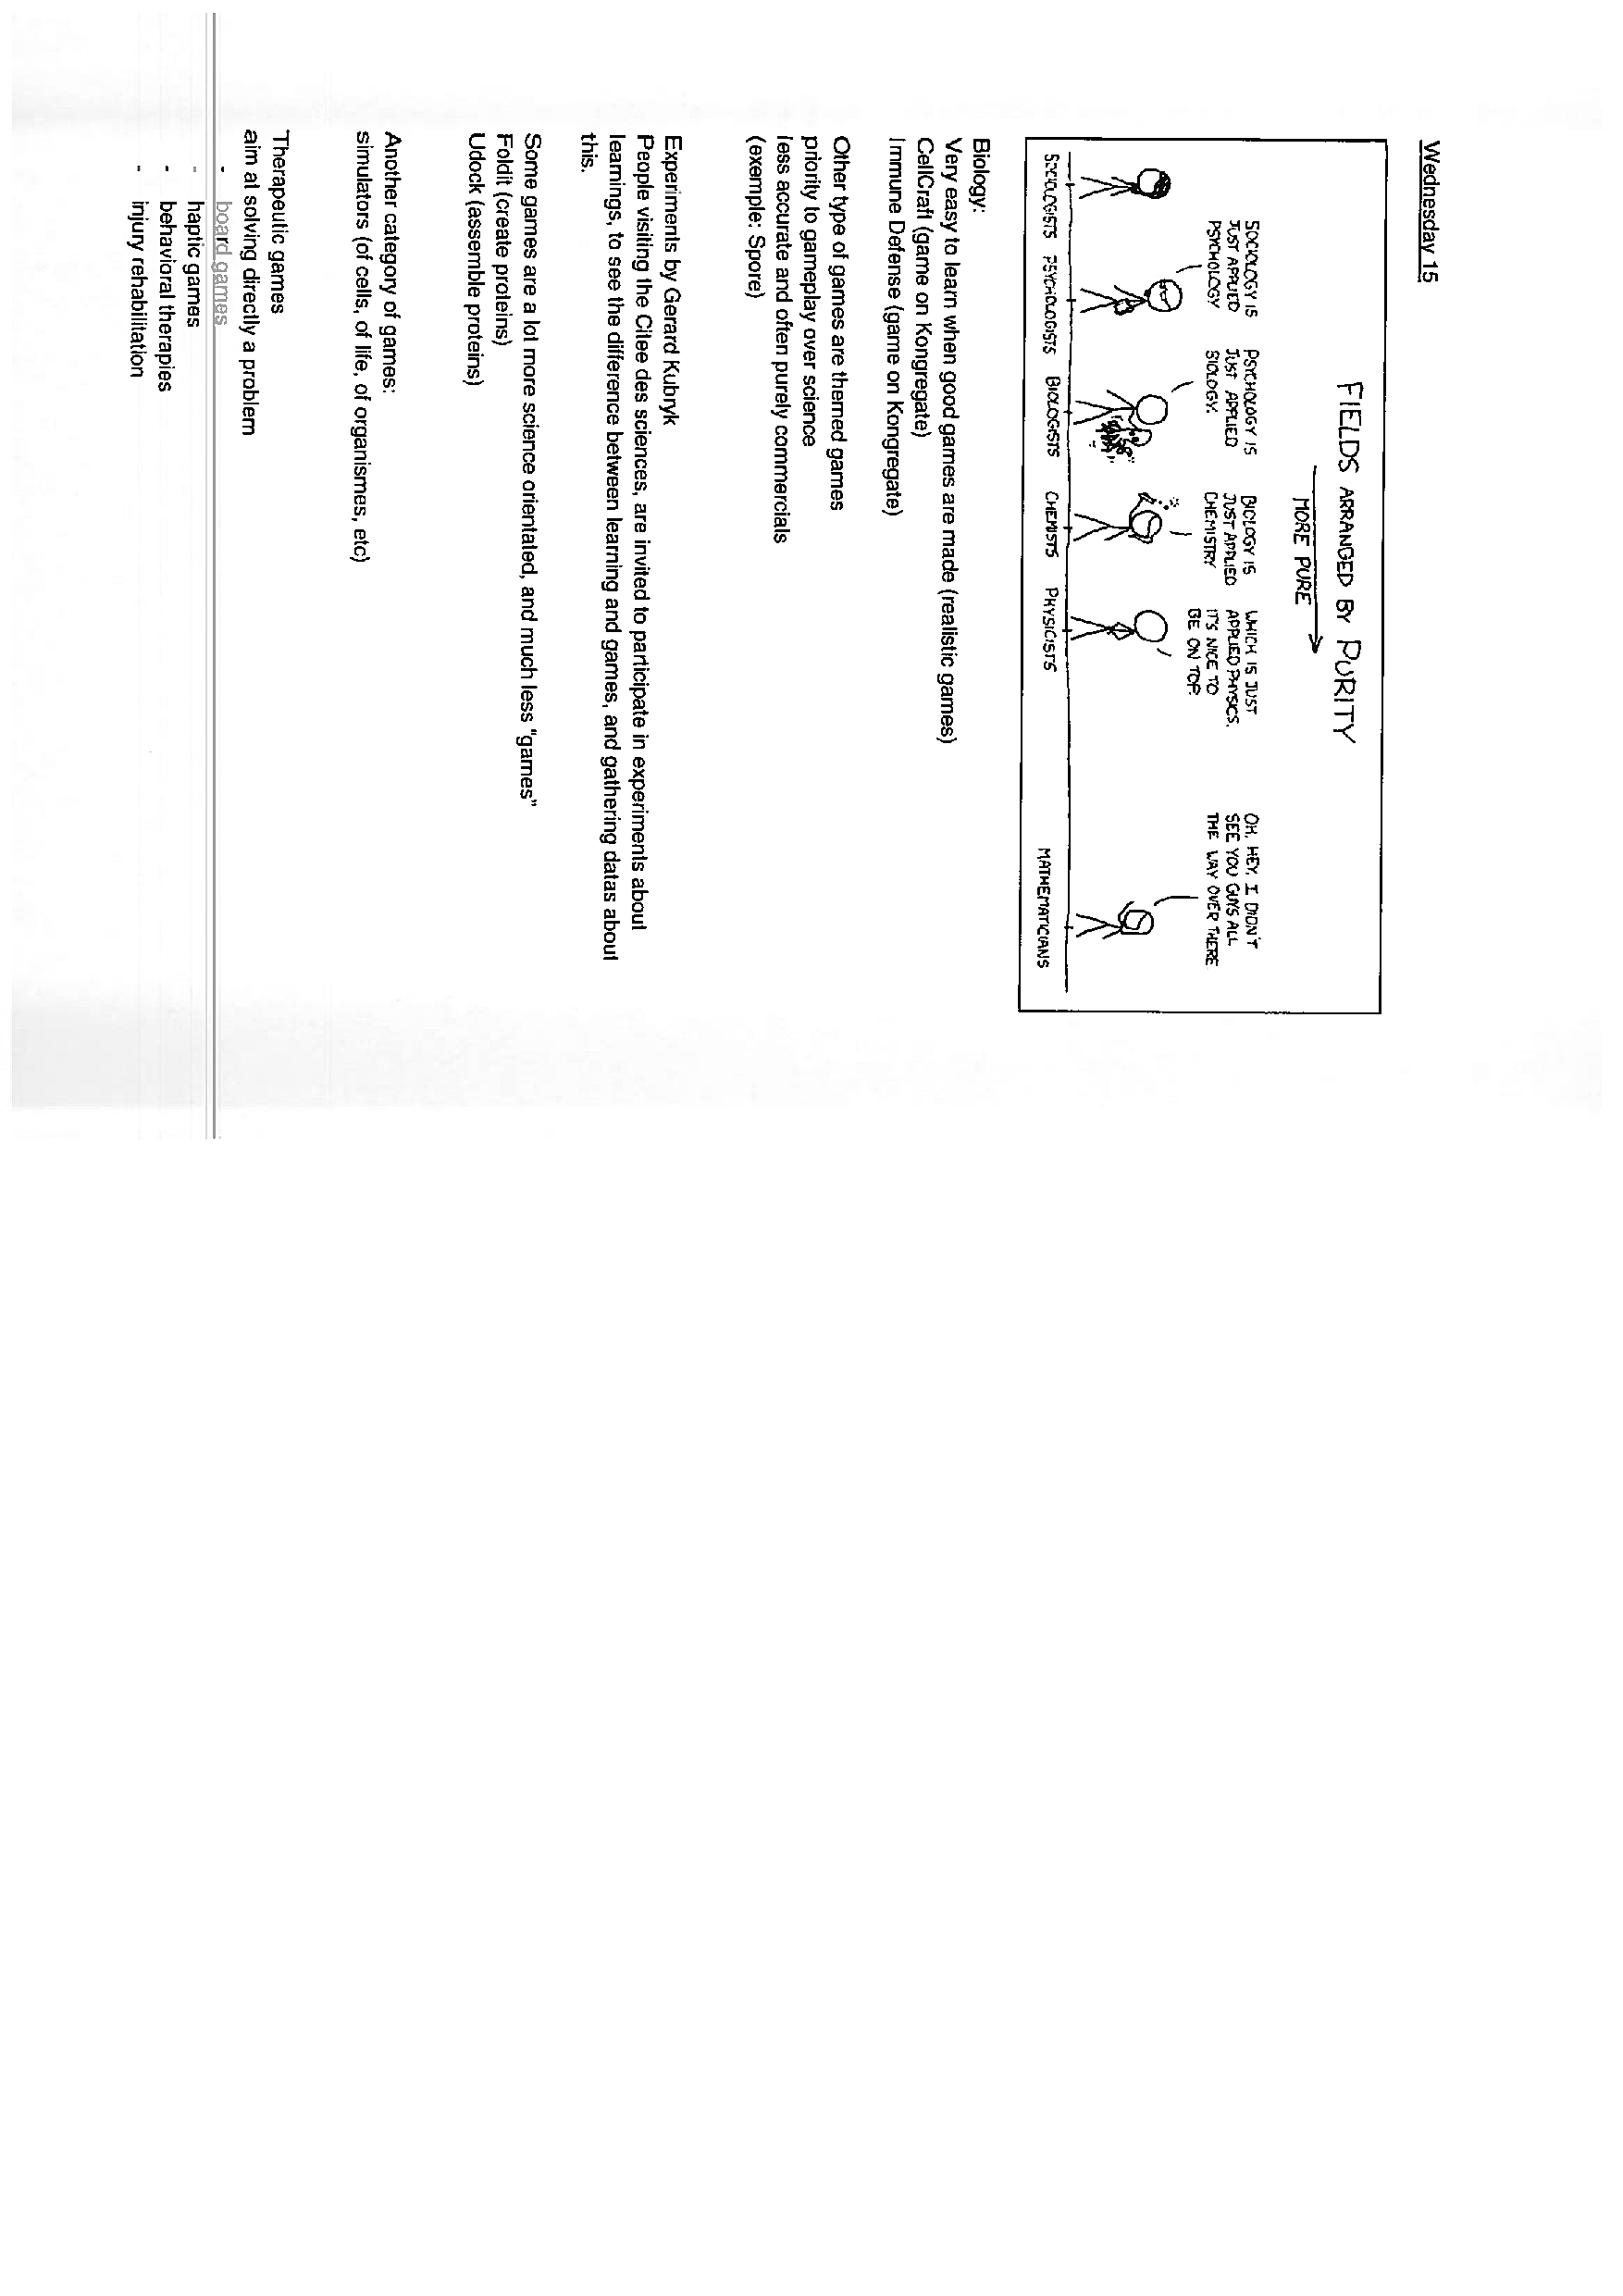 Wednesday 15
FIELDS ARRANGED BY PURITY
MORE PURE
SOCIOLOGY IS
JUST APPLIED
PSYCHOLOGY
PSYCHOLOGY IS
JUST APPLIED
BIOLOGY.
BIOLOGY IS
JUST APPLIED
CHEMISTRY
WHICH IS JUST
APPLIED PHYSICS.
IT'S NICE TO
BE ON TOP.
OH, HEY, I DIDN'T
SEE YOU GUYS ALL
THE WAY OVER THERE.
SOCIOLOGISTS
PSYCHOLOGISTS
BIOLOGISTS
CHEMISTS
PHYSICISTS
MATHEMATICIANS
Biology:
Very easy to learn when good games are made (realistic games)
CellCraft (game on Kongregate)
Immune Defense (game on Kongregate)
Other type of games are themed games
priority to gameplay over science
less accurate and often purely commercials
(exemple: Spore)
Experiments by Gerard Kubryk
People visiting the Citee des sciences, are invited to participate in experiments about
learnings, to see the difference between learning and games, and gathering datas about
this.
Some games are a lot more science orientated, and much less "games"
Foldit (create proteins)
Udock (assemble proteins)
Another category of games:
simulators (of cells, of life, of organismes, etc)
Therapeutic games
aim at solving directly a problem
- board games
- haptic games
- behavioral therapies
- injury rehabilitation